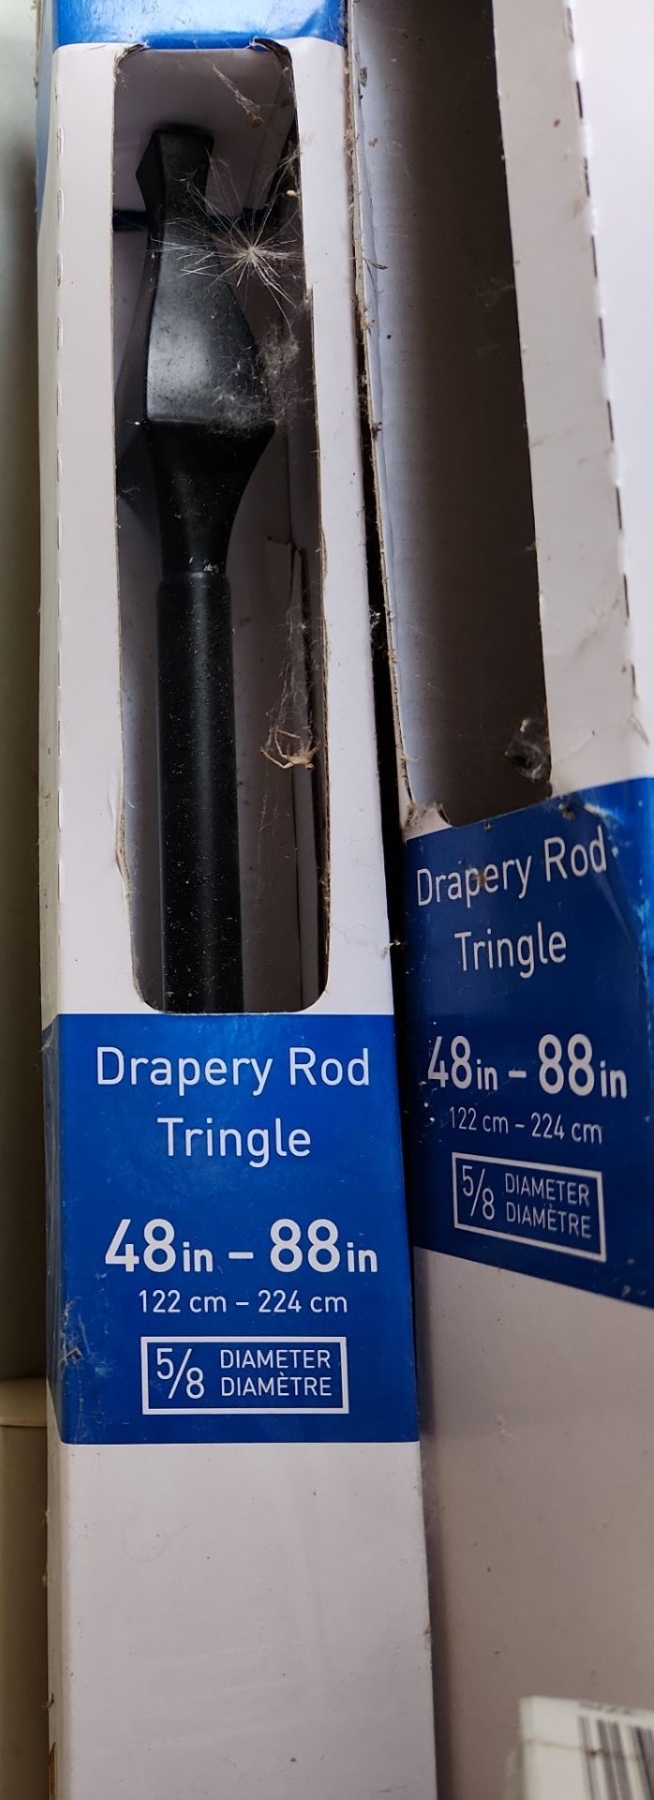 Drapery Rod
Tringle
48in – 88in
122 cm – 224 cm
5/8 DIAMETER
DIAMÈTRE
Drapery Rod
Tringle
48in – 88in
122 cm – 224 cm
5/8 DIAMETER
DIAMÈTRE